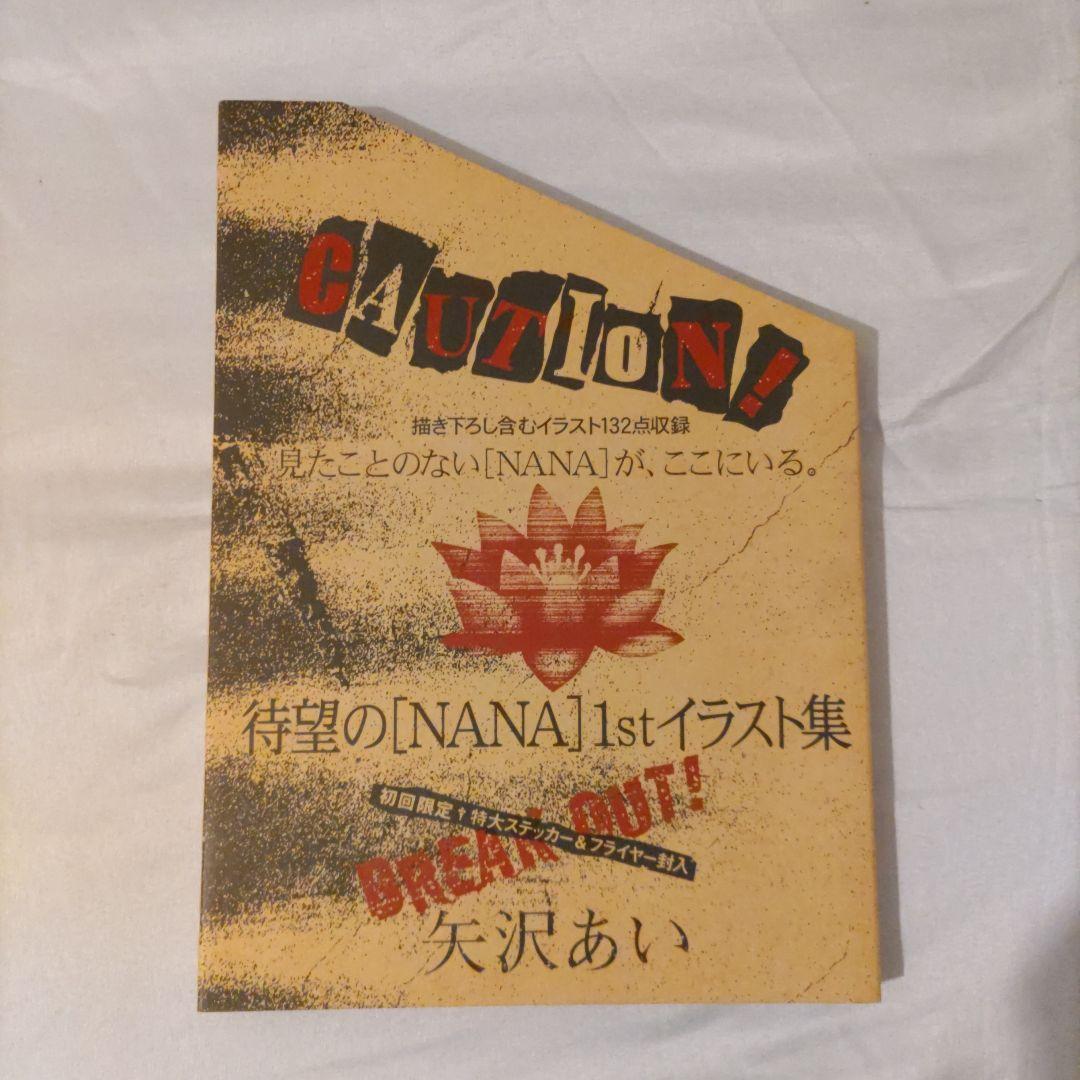 CAUTION!
描き下ろし含むイラスト132点収録
見たことのない[NANA]が、ここにいる。
待望の[NANA]1stイラスト集
BREAK OUT!
初回限定†特大ステッカー&フライヤー封入
矢沢あい